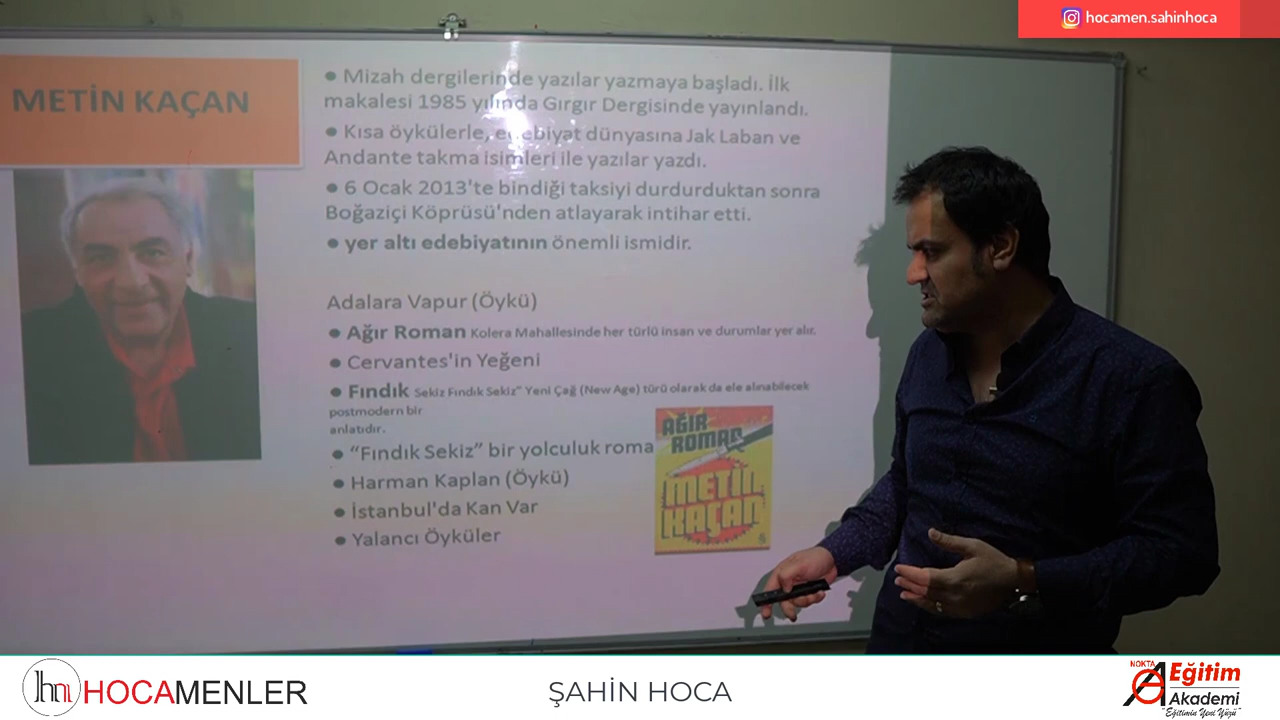 hocamen.sahinhoca
METİN KAÇAN
● Mizah dergilerinde yazılar yazmaya başladı. İlk
makalesi 1985 yılında Gırgır Dergisinde yayınlandı.
● Kısa öykülerle, edebiyat dünyasına Jak Laban ve
Andante takma isimleri ile yazılar yazdı.
● 6 Ocak 2013'te bindiği taksiyi durdurduktan sonra
Boğaziçi Köprüsü'nden atlayarak intihar etti.
● yer altı edebiyatının önemli ismidir.
Adalara Vapur (Öykü)
● Ağır Roman Kolera Mahallesinde her türlü insan ve durumlar yer alır.
● Cervantes'in Yeğeni
● Fındık Sekiz Fındık Sekiz" Yeni Çağ (New Age) türü olarak da ele alınabilecek
postmodern bir
anlatıdır.
● "Fındık Sekiz" bir yolculuk roma
● Harman Kaplan (Öykü)
● İstanbul'da Kan Var
● Yalancı Öyküler
AĞIR
ROMAN
METİN
KAÇAN
hm HOCAMENLER
ŞAHİN HOCA
NOKTA
A Eğitim
Akademi
"Eğitimin Yeni Yüzü"